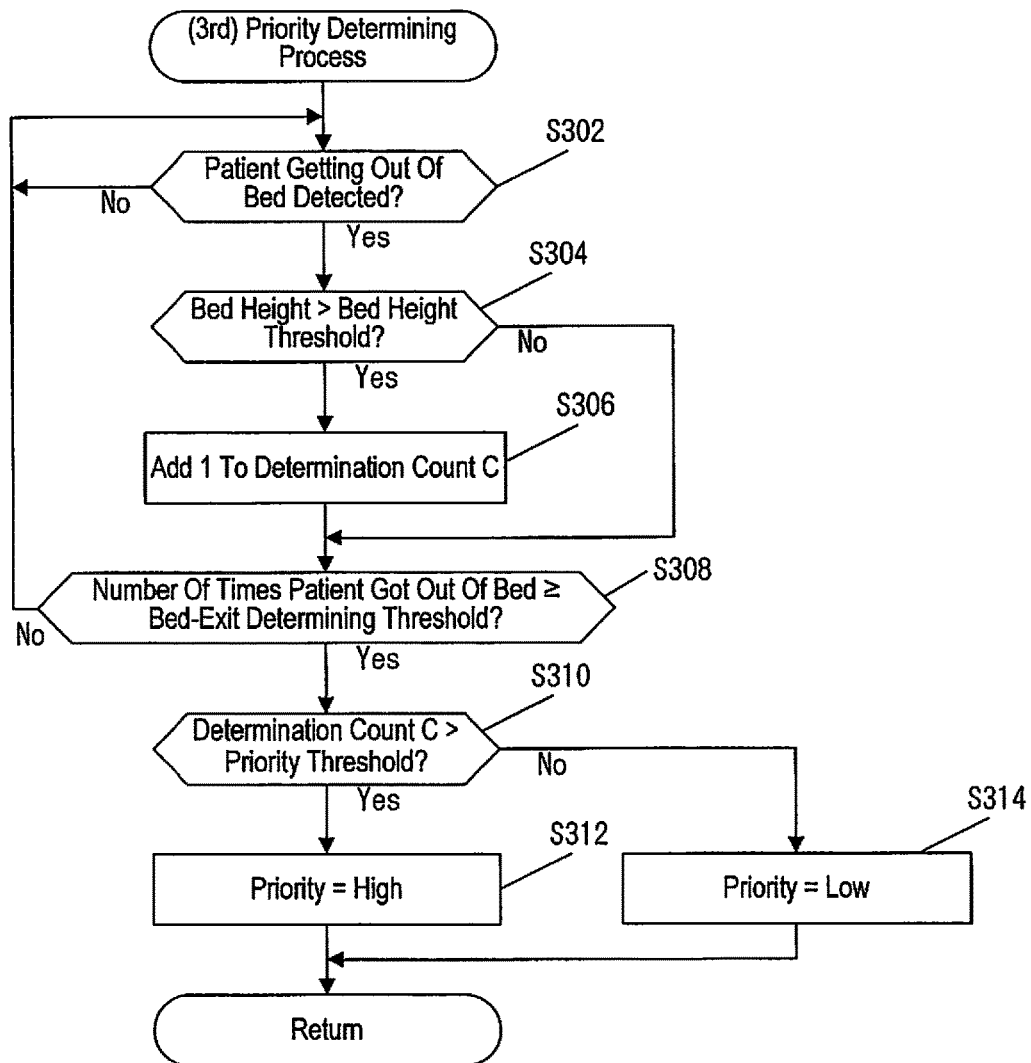 (3rd) Priority Determining
Process
S302
Patient Getting Out Of
Bed Detected?
No
Yes
S304
Bed Height > Bed Height
Threshold?
No
Yes
S306
Add 1 To Determination Count C
S308
Number Of Times Patient Got Out Of Bed ≥
Bed-Exit Determining Threshold?
No
Yes
S310
Determination Count C >
Priority Threshold?
No
Yes
S312
S314
Priority = High
Priority = Low
Return